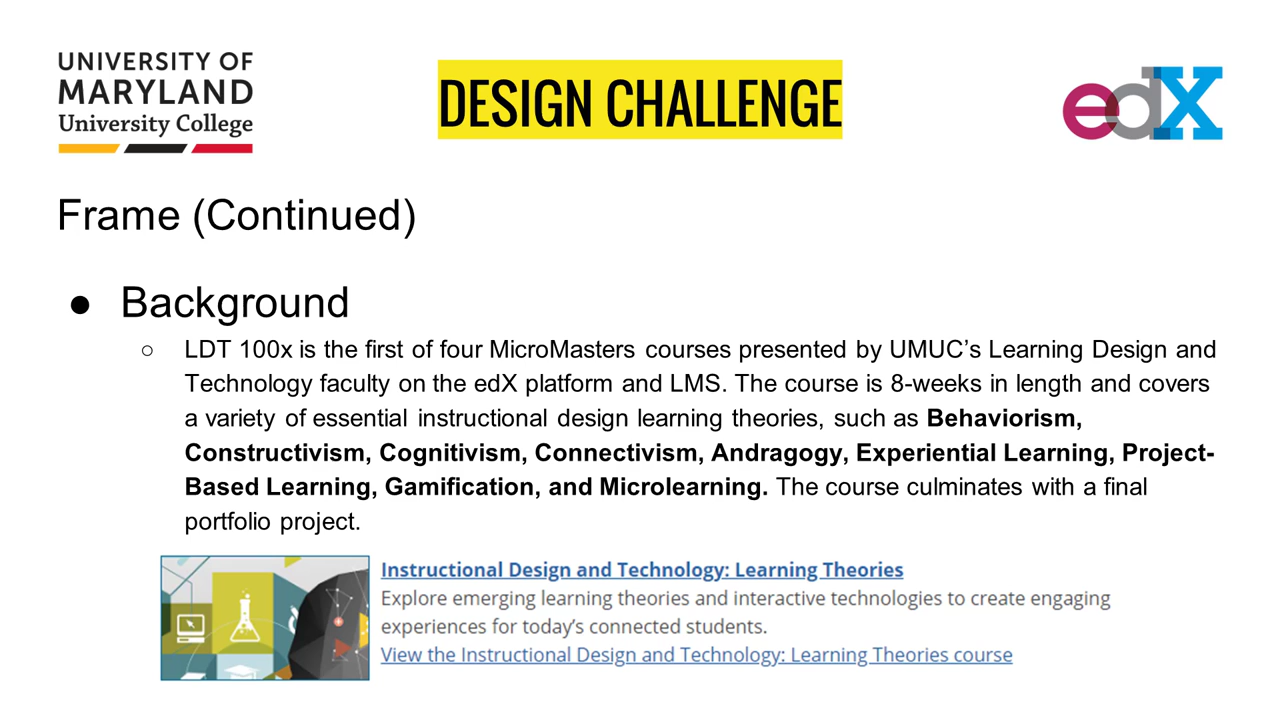 UNIVERSITY OF
MARYLAND
University College
DESIGN CHALLENGE
edX
Frame (Continued)
● Background
○ LDT 100x is the first of four MicroMasters courses presented by UMUC’s Learning Design and
Technology faculty on the edX platform and LMS. The course is 8-weeks in length and covers
a variety of essential instructional design learning theories, such as Behaviorism,
Constructivism, Cognitivism, Connectivism, Andragogy, Experiential Learning, Project-
Based Learning, Gamification, and Microlearning. The course culminates with a final
portfolio project.
Instructional Design and Technology: Learning Theories
Explore emerging learning theories and interactive technologies to create engaging
experiences for today’s connected students.
View the Instructional Design and Technology: Learning Theories course